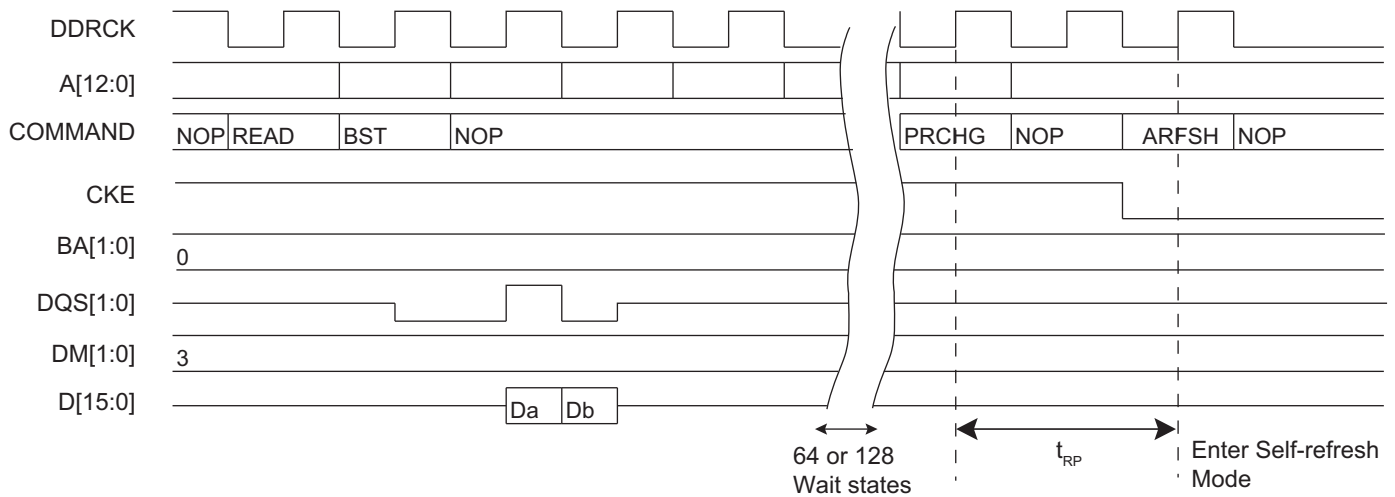 DDRCK
A[12:0]
COMMAND NOP READ BST NOP PRCHG NOP ARFSH NOP
CKE
BA[1:0] 0
DQS[1:0]
DM[1:0] 3
D[15:0] Da Db
64 or 128
Wait states
tRP
Enter Self-refresh
Mode